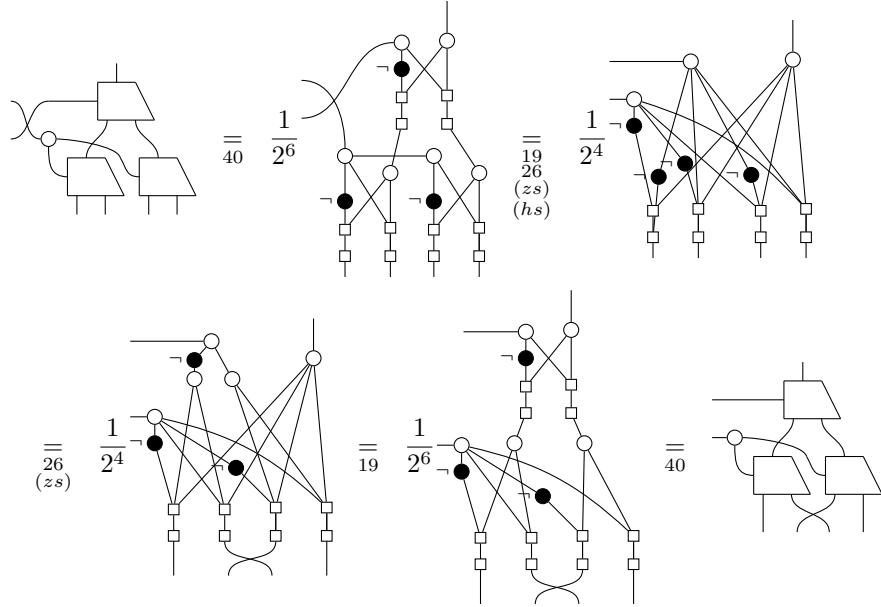 = 40 1/2^6 ¬ ¬ ¬ = 19 26 (zs) (hs) 1/2^4 ¬ ¬ ¬ ¬
= 26 (zs) 1/2^4 ¬ ¬ ¬ = 19 1/2^6 ¬ ¬ ¬ = 40